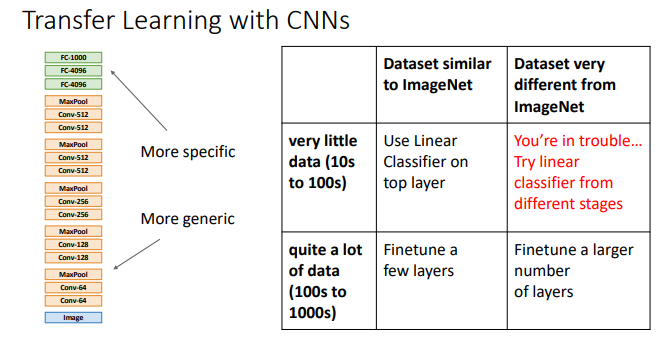 Transfer Learning with CNNs
FC-1000
FC-4096
FC-4096
MaxPool
Conv-512
Conv-512
MaxPool
Conv-512
Conv-512
MaxPool
Conv-256
Conv-256
MaxPool
Conv-128
Conv-128
MaxPool
Conv-64
Conv-64
Image
More specific
More generic
Dataset similar
to ImageNet
Dataset very
different from
ImageNet
very little
data (10s
to 100s)
Use Linear
Classifier on
top layer
You’re in trouble…
Try linear
classifier from
different stages
quite a lot
of data
(100s to
1000s)
Finetune a
few layers
Finetune a larger
number
of layers